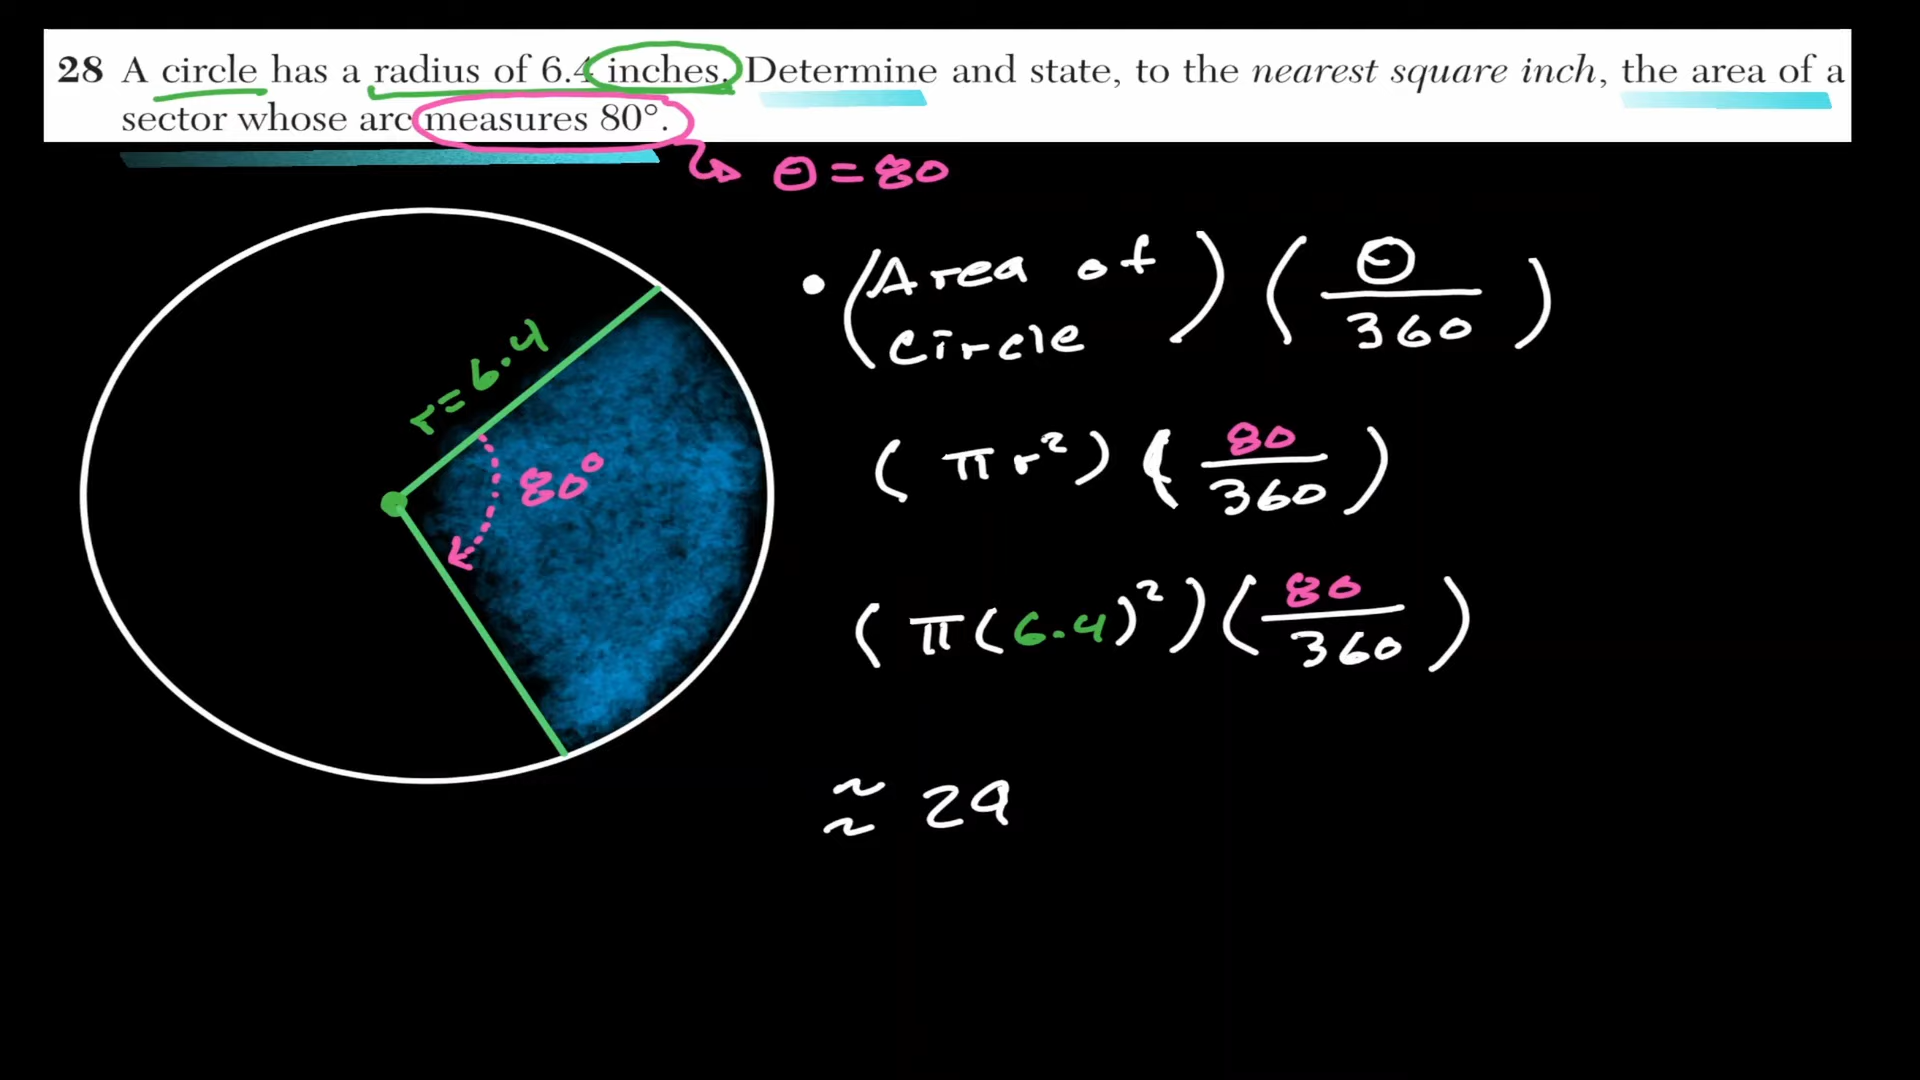 28 A circle has a radius of 6.4 inches. Determine and state, to the nearest square inch, the area of a
sector whose arc measures 80°.
θ = 80
r = 6.4
80°
• (Area of circle) (θ/360)
(πr²) (80/360)
(π(6.4)²) (80/360)
≈ 29